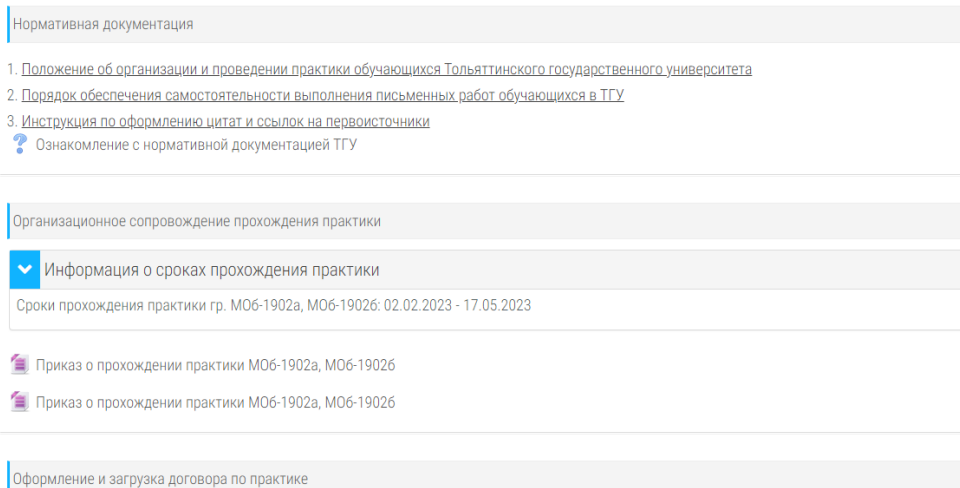 Нормативная документация
1. Положение об организации и проведении практики обучающихся Тольяттинского государственного университета
2. Порядок обеспечения самостоятельности выполнения письменных работ обучающихся в ТГУ
3. Инструкция по оформлению цитат и ссылок на первоисточники
Ознакомление с нормативной документацией ТГУ
Организационное сопровождение прохождения практики
Информация о сроках прохождения практики
Сроки прохождения практики гр. МОб-1902а, МОб-1902б: 02.02.2023 - 17.05.2023
Приказ о прохождении практики МОб-1902а, МОб-1902б
Приказ о прохождении практики МОб-1902а, МОб-1902б
Оформление и загрузка договора по практике